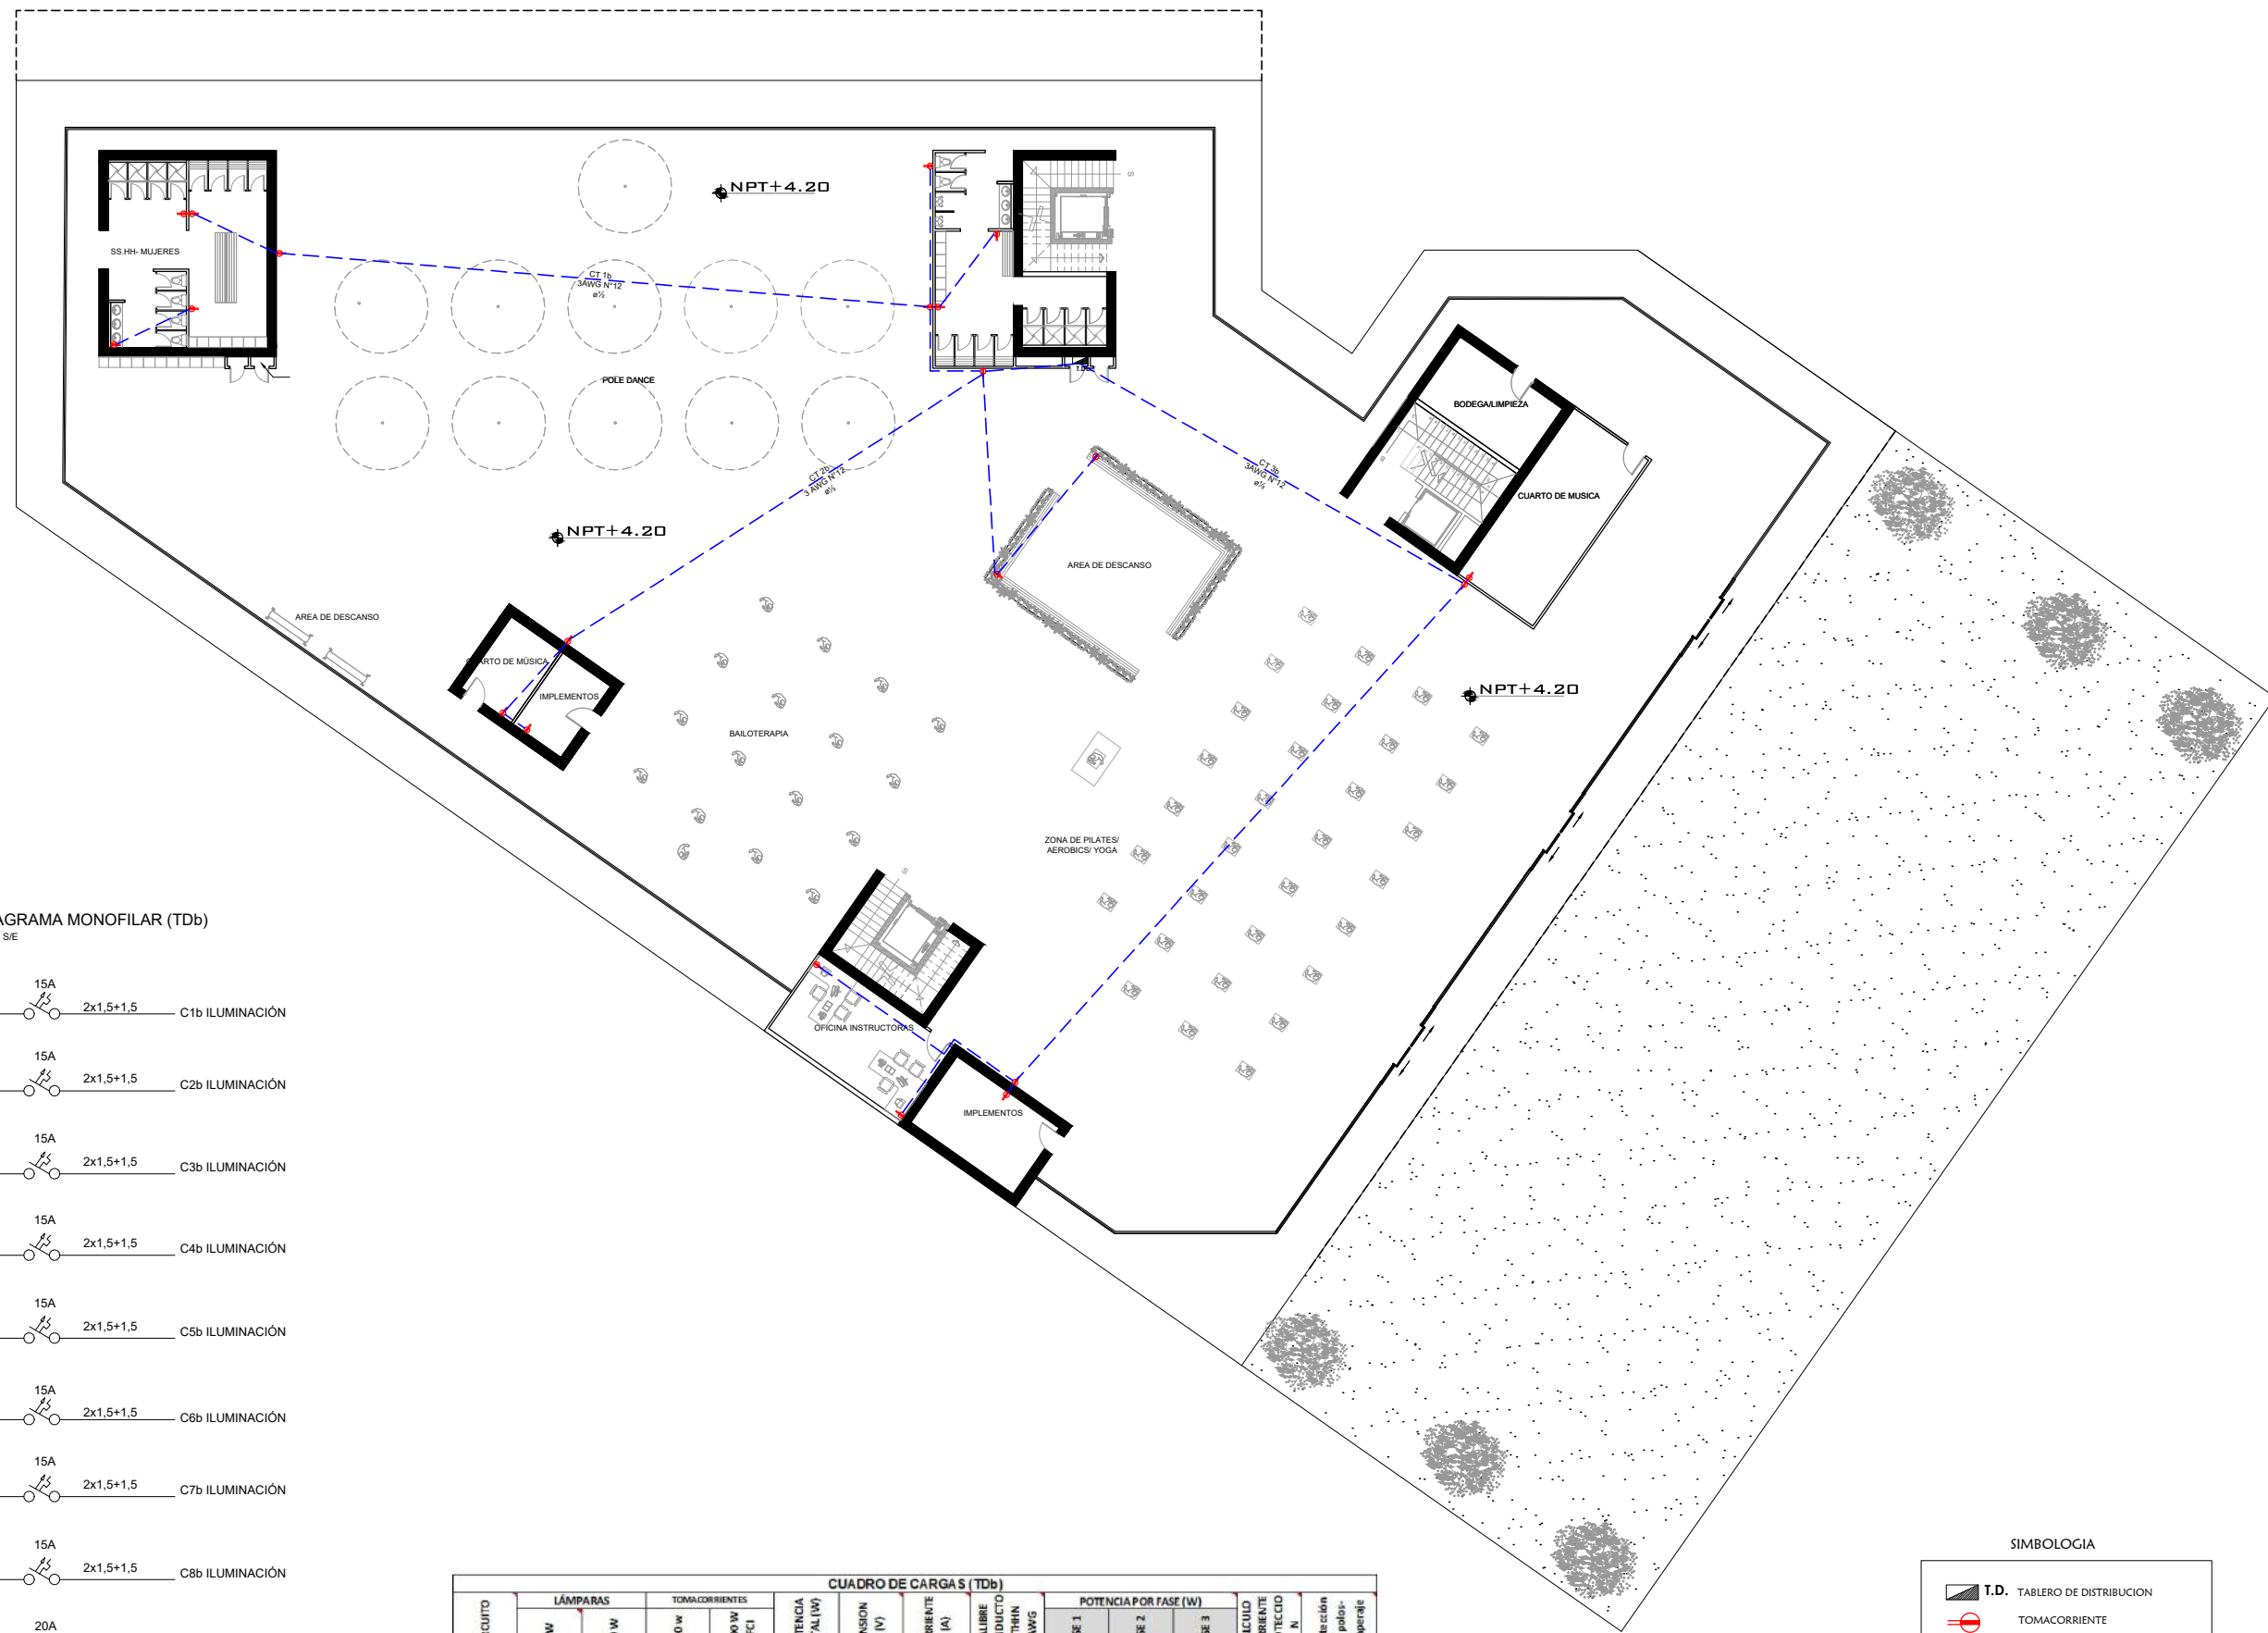 NPT+4.20
SS.HH- MUJERES
CT 1b
3AWG N°12
ø½
POLE DANCE
S
BODEGA/LIMPIEZA
CUARTO DE MUSICA
S
CT 2b
3 AWG N°12
ø½
CT 3b
3AWG N°12
ø½
NPT+4.20
AREA DE DESCANSO
AREA DE DESCANSO
IMPLEMENTOS
NPT+4.20
BAILOTERAPIA
ZONA DE PILATES/
AEROBICS/ YOGA
S
OFICINA INSTRUCTORAS
IMPLEMENTOS
AGRAMA MONOFILAR (TDb)
S/E
15A
2x1,5+1,5 C1b ILUMINACIÓN
15A
2x1,5+1,5 C2b ILUMINACIÓN
15A
2x1,5+1,5 C3b ILUMINACIÓN
15A
2x1,5+1,5 C4b ILUMINACIÓN
15A
2x1,5+1,5 C5b ILUMINACIÓN
15A
2x1,5+1,5 C6b ILUMINACIÓN
15A
2x1,5+1,5 C7b ILUMINACIÓN
15A
2x1,5+1,5 C8b ILUMINACIÓN
20A
CUADRO DE CARGAS (TDb)
LÁMPARAS
TOMACORRIENTES
POTENCIA POR FASE (W)
SIMBOLOGIA
T.D. TABLERO DE DISTRIBUCION
TOMACORRIENTE